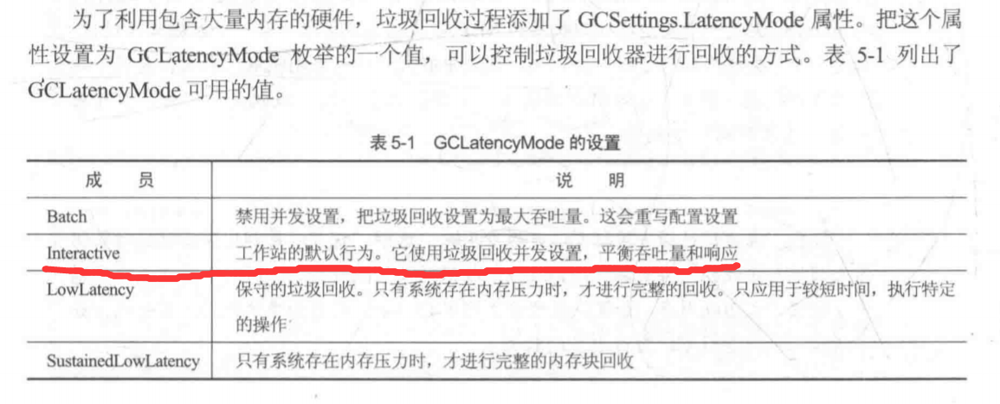 为了利用包含大量内存的硬件，垃圾回收过程添加了 GCSettings.LatencyMode 属性。把这个属
性设置为 GCLatencyMode 枚举的一个值，可以控制垃圾回收器进行回收的方式。表 5-1 列出了
GCLatencyMode 可用的值。
表 5-1 GCLatencyMode 的设置
成 员 说 明
Batch 禁用并发设置，把垃圾回收设置为最大吞吐量。这会重写配置设置
Interactive 工作站的默认行为。它使用垃圾回收并发设置，平衡吞吐量和响应
LowLatency 保守的垃圾回收。只有系统存在内存压力时，才进行完整的回收。只应用于较短时间，执行特定
的操作
SustainedLowLatency 只有系统存在内存压力时，才进行完整的内存块回收